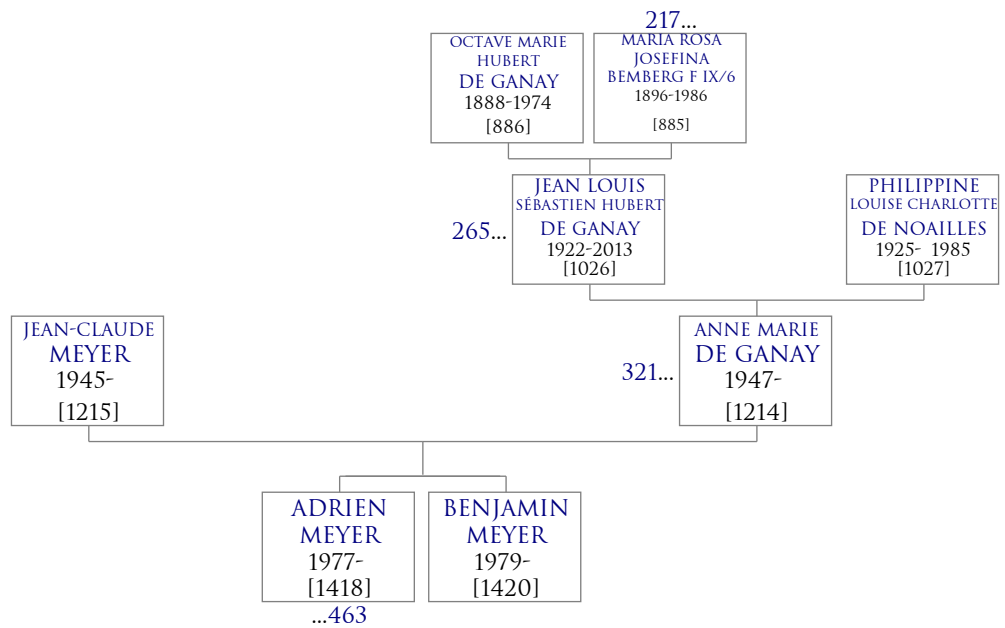 217...
OCTAVE MARIE
HUBERT
DE GANAY
1888-1974
[886]
MARIA ROSA
JOSEFINA
BEMBERG F IX/6
1896-1986
[885]
265...
JEAN LOUIS
SÉBASTIEN HUBERT
DE GANAY
1922-2013
[1026]
PHILIPPINE
LOUISE CHARLOTTE
DE NOAILLES
1925- 1985
[1027]
JEAN-CLAUDE
MEYER
1945-
[1215]
321...
ANNE MARIE
DE GANAY
1947-
[1214]
ADRIEN
MEYER
1977-
[1418]
...463
BENJAMIN
MEYER
1979-
[1420]